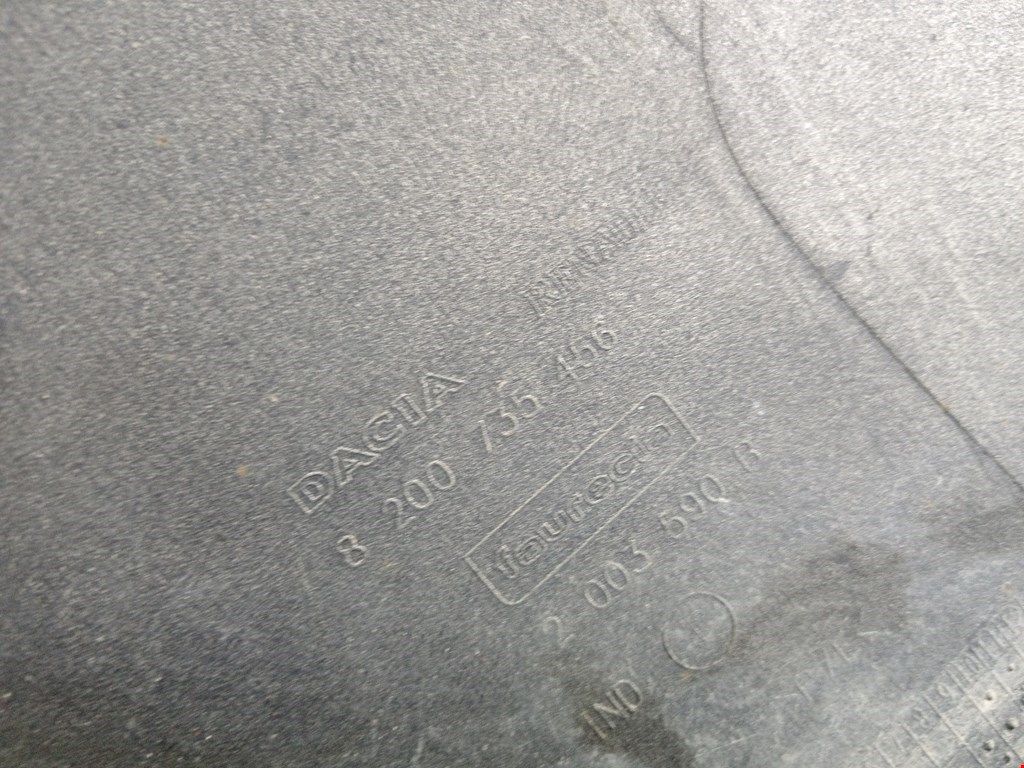 DACIA RENAULT
8 200 735 456
faurecia
2 003 590 B
IND